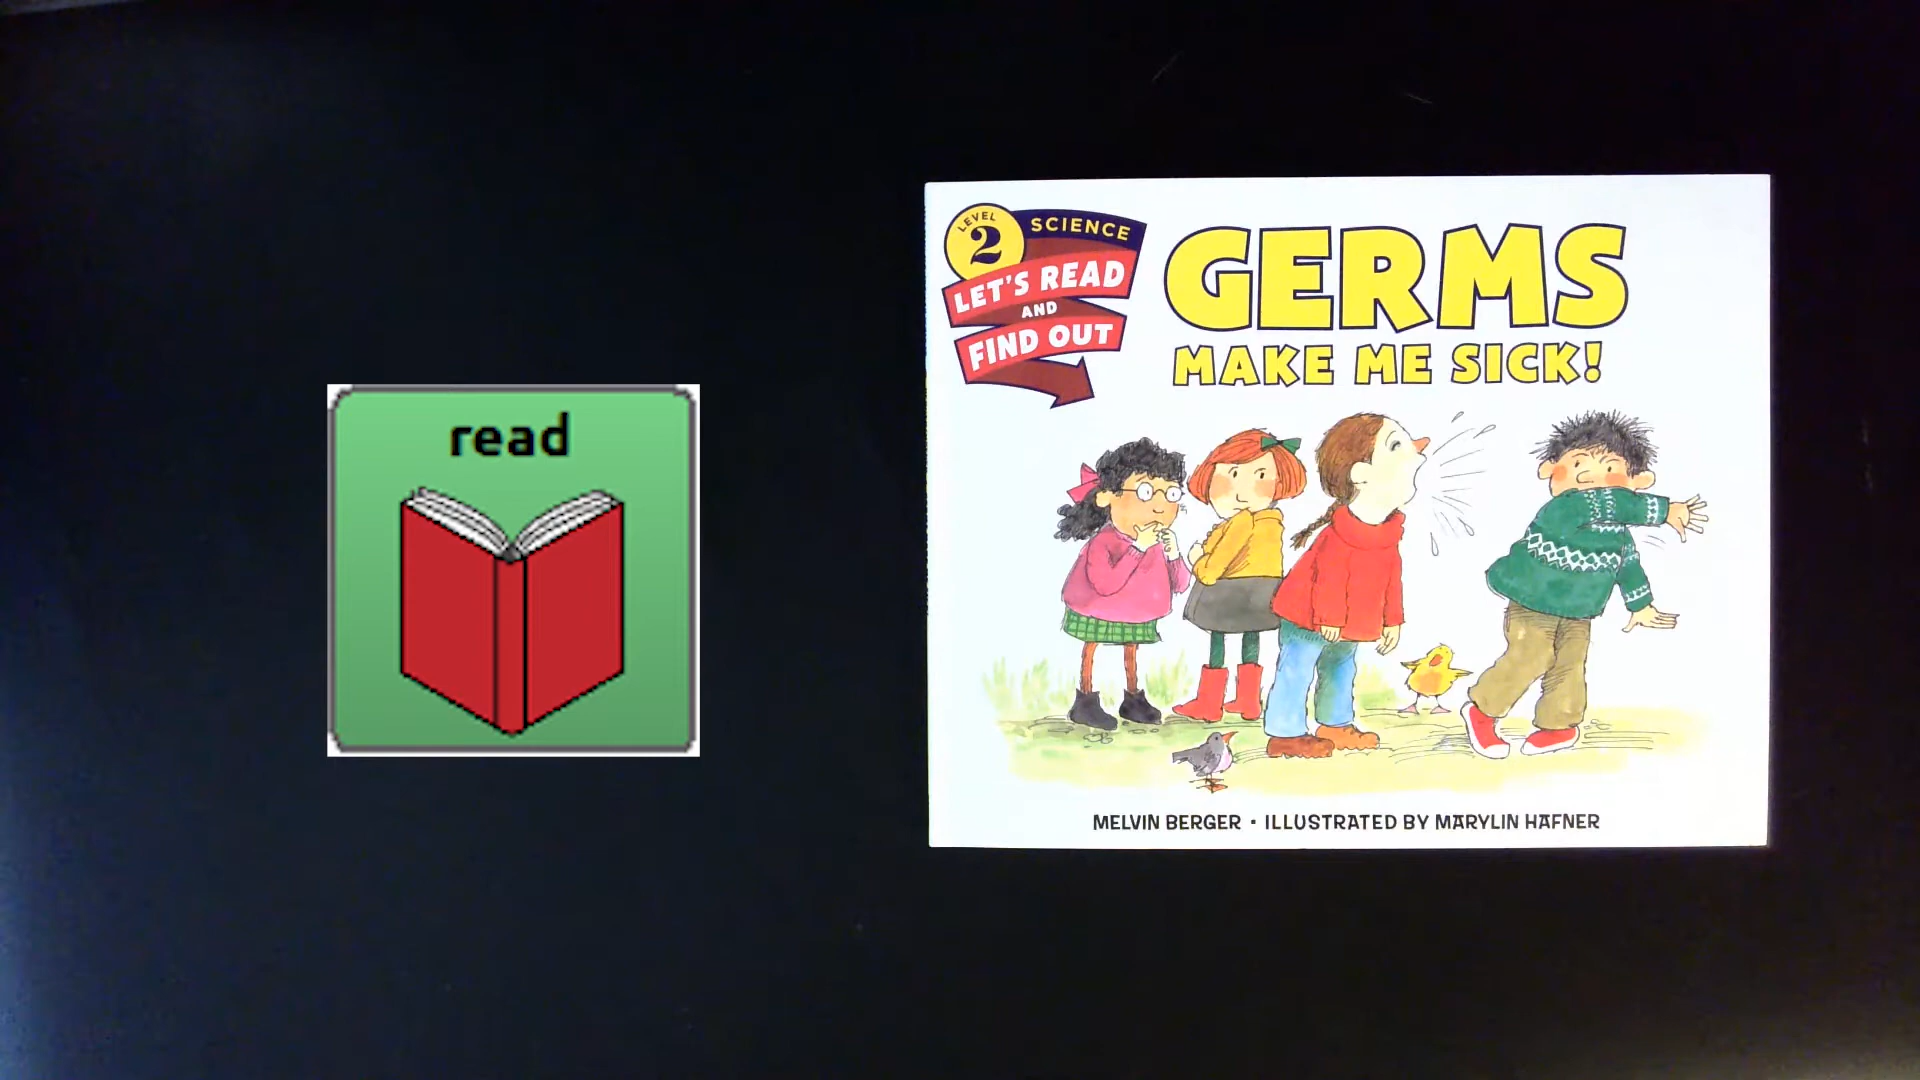 read
LEVEL
2
SCIENCE
LET'S READ
AND
FIND OUT
GERMS
MAKE ME SICK!
MELVIN BERGER • ILLUSTRATED BY MARYLIN HAFNER